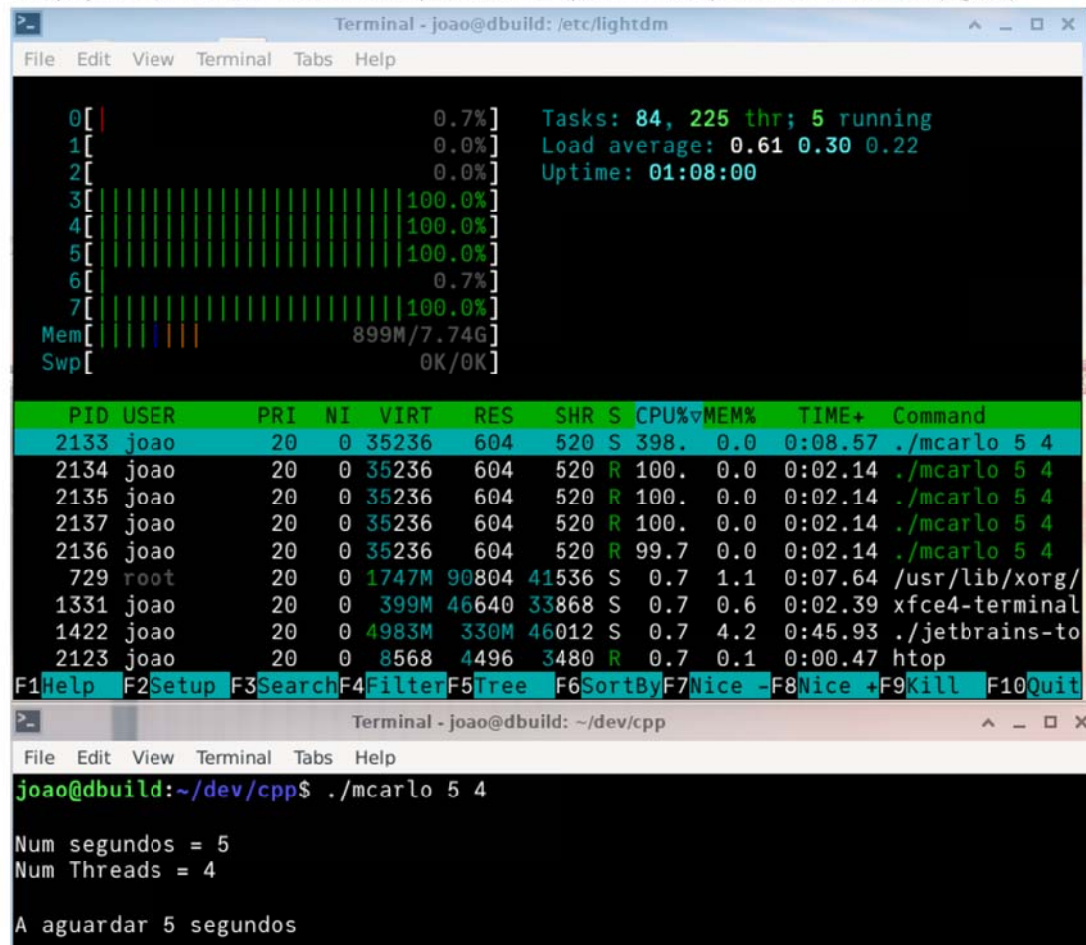 Terminal - joao@dbuild: /etc/lightdm
File Edit View Terminal Tabs Help
0[| 0.7%] Tasks: 84, 225 thr; 5 running
1[ 0.0%] Load average: 0.61 0.30 0.22
2[ 0.0%] Uptime: 01:08:00
3[||||||||||||||||||||||||100.0%]
4[||||||||||||||||||||||||100.0%]
5[||||||||||||||||||||||||100.0%]
6[| 0.7%]
7[||||||||||||||||||||||||100.0%]
Mem[|||||||| 899M/7.74G]
Swp[ 0K/0K]
PID USER PRI NI VIRT RES SHR S CPU%▽MEM% TIME+ Command
2133 joao 20 0 35236 604 520 S 398. 0.0 0:08.57 ./mcarlo 5 4
2134 joao 20 0 35236 604 520 R 100. 0.0 0:02.14 ./mcarlo 5 4
2135 joao 20 0 35236 604 520 R 100. 0.0 0:02.14 ./mcarlo 5 4
2137 joao 20 0 35236 604 520 R 100. 0.0 0:02.14 ./mcarlo 5 4
2136 joao 20 0 35236 604 520 R 99.7 0.0 0:02.14 ./mcarlo 5 4
729 root 20 0 1747M 90804 41536 S 0.7 1.1 0:07.64 /usr/lib/xorg/
1331 joao 20 0 399M 46640 33868 S 0.7 0.6 0:02.39 xfce4-terminal
1422 joao 20 0 4983M 330M 46012 S 0.7 4.2 0:45.93 ./jetbrains-to
2123 joao 20 0 8568 4496 3480 R 0.7 0.1 0:00.47 htop
F1Help F2Setup F3SearchF4FilterF5Tree F6SortByF7Nice -F8Nice +F9Kill F10Quit
Terminal - joao@dbuild: ~/dev/cpp
File Edit View Terminal Tabs Help
joao@dbuild:~/dev/cpp$ ./mcarlo 5 4
Num segundos = 5
Num Threads = 4
A aguardar 5 segundos